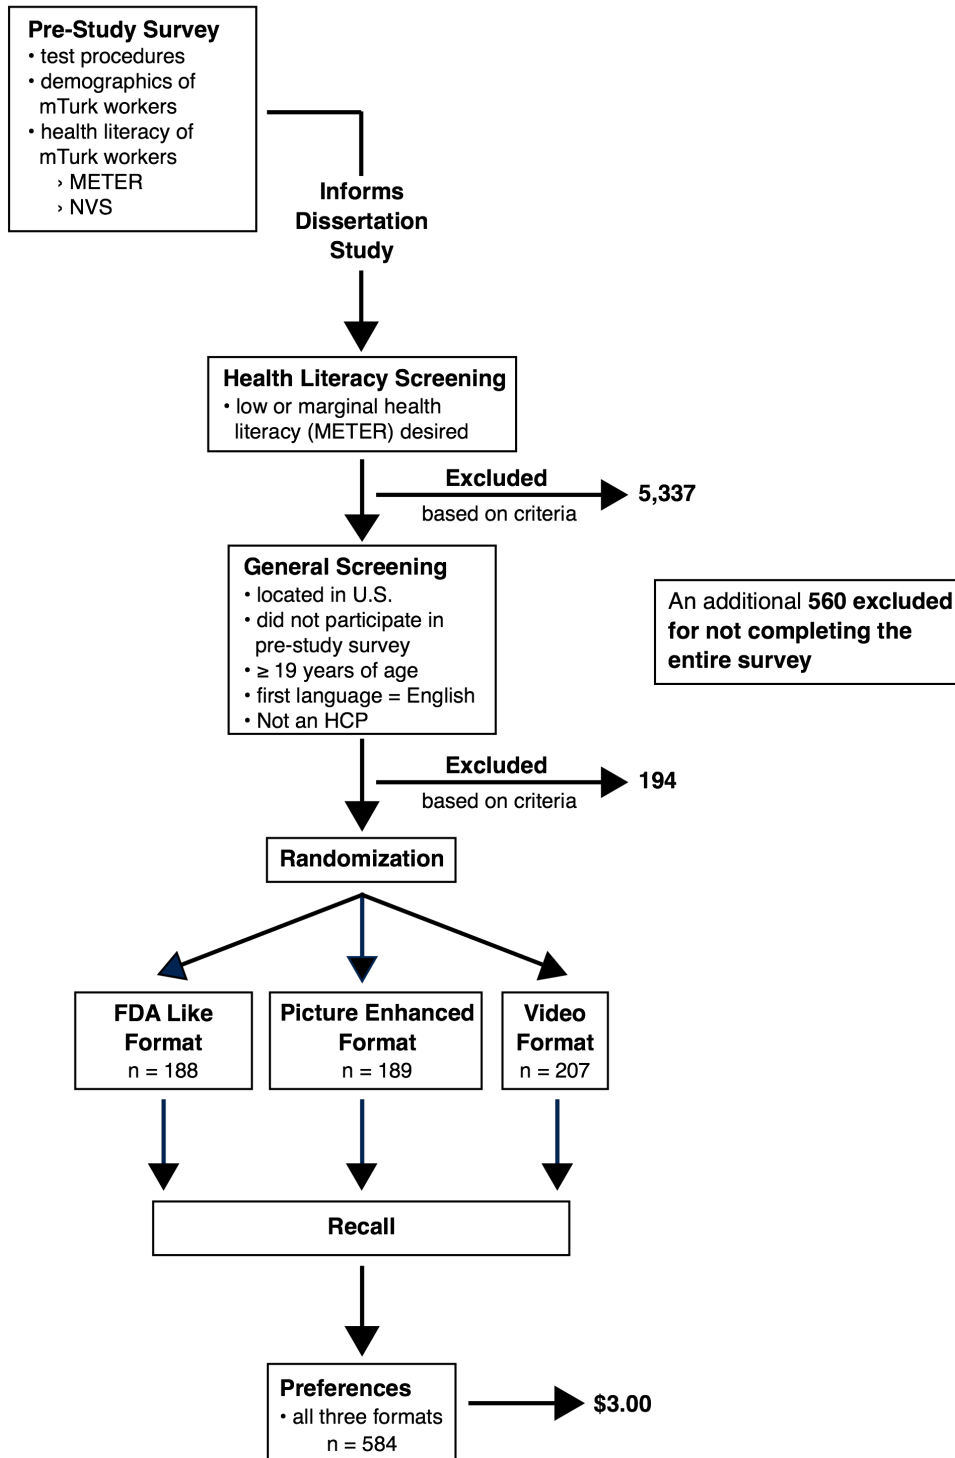 Pre-Study Survey
• test procedures
• demographics of
mTurk workers
• health literacy of
mTurk workers
› METER
› NVS
Informs
Dissertation
Study
Health Literacy Screening
• low or marginal health
literacy (METER) desired
Excluded
based on criteria
5,337
General Screening
• located in U.S.
• did not participate in
pre-study survey
• ≥ 19 years of age
• first language = English
• Not an HCP
An additional 560 excluded
for not completing the
entire survey
Excluded
based on criteria
194
Randomization
FDA Like
Format
n = 188
Picture Enhanced
Format
n = 189
Video
Format
n = 207
Recall
Preferences
• all three formats
n = 584
$3.00